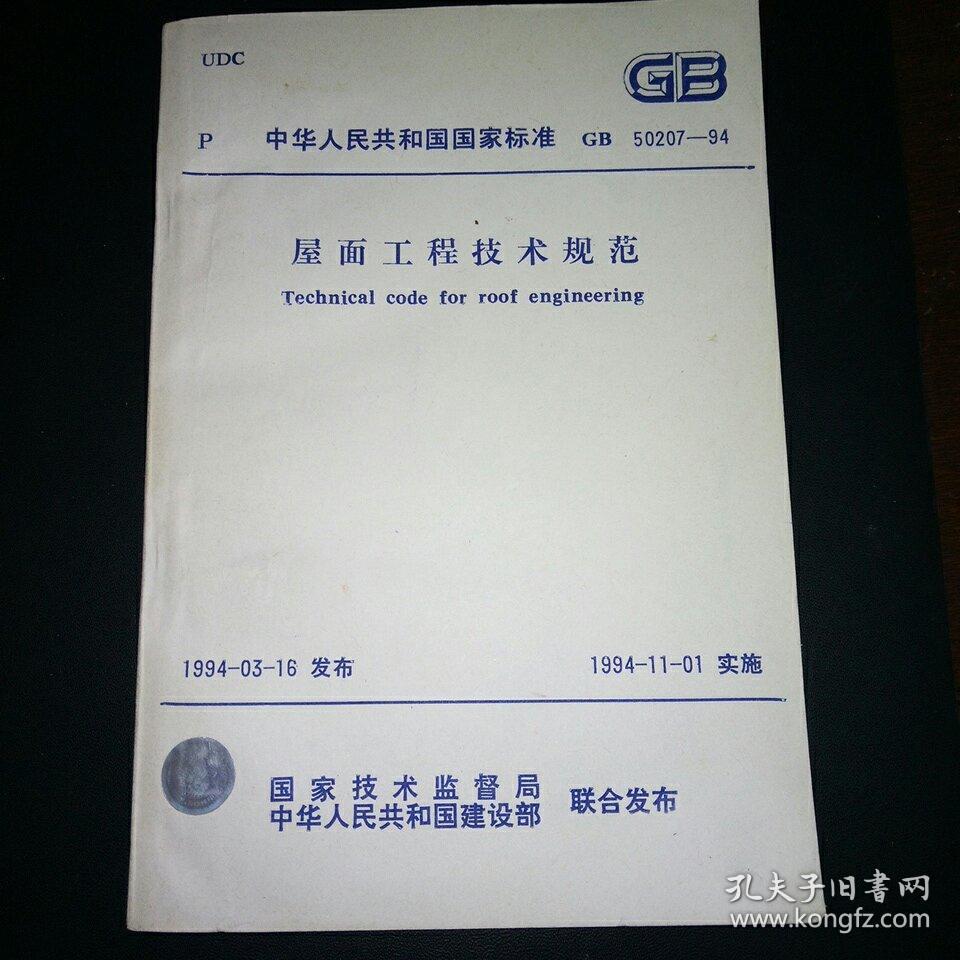 UDC
GB
P 中华人民共和国国家标准 GB 50207—94
屋面工程技术规范
Technical code for roof engineering
1994-03-16 发布
1994-11-01 实施
国家技术监督局
中华人民共和国建设部
联合发布
孔夫子旧書网
www.kongfz.com